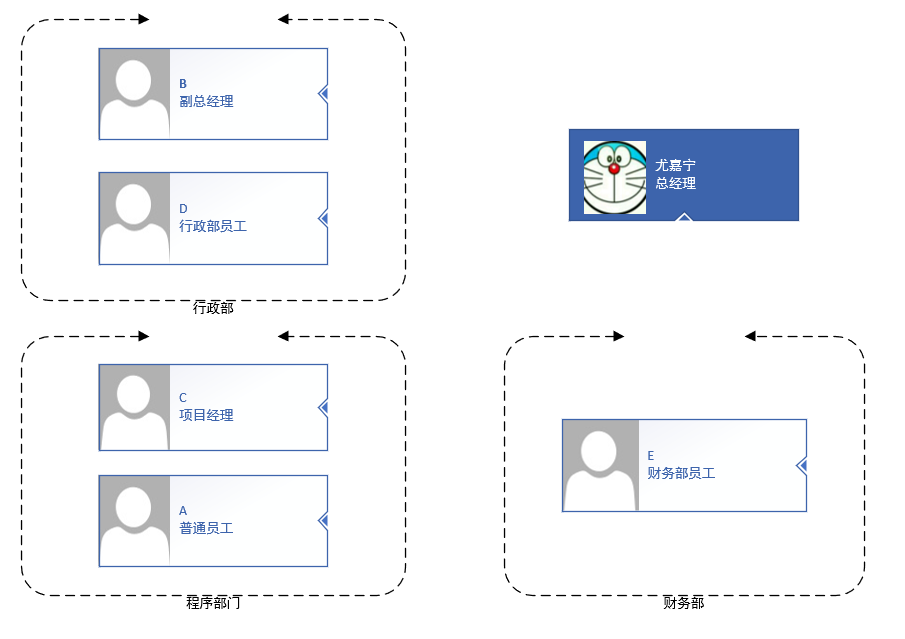 B
副总经理
D
行政部员工
行政部
尤嘉宁
总经理
C
项目经理
A
普通员工
程序部门
E
财务部员工
财务部